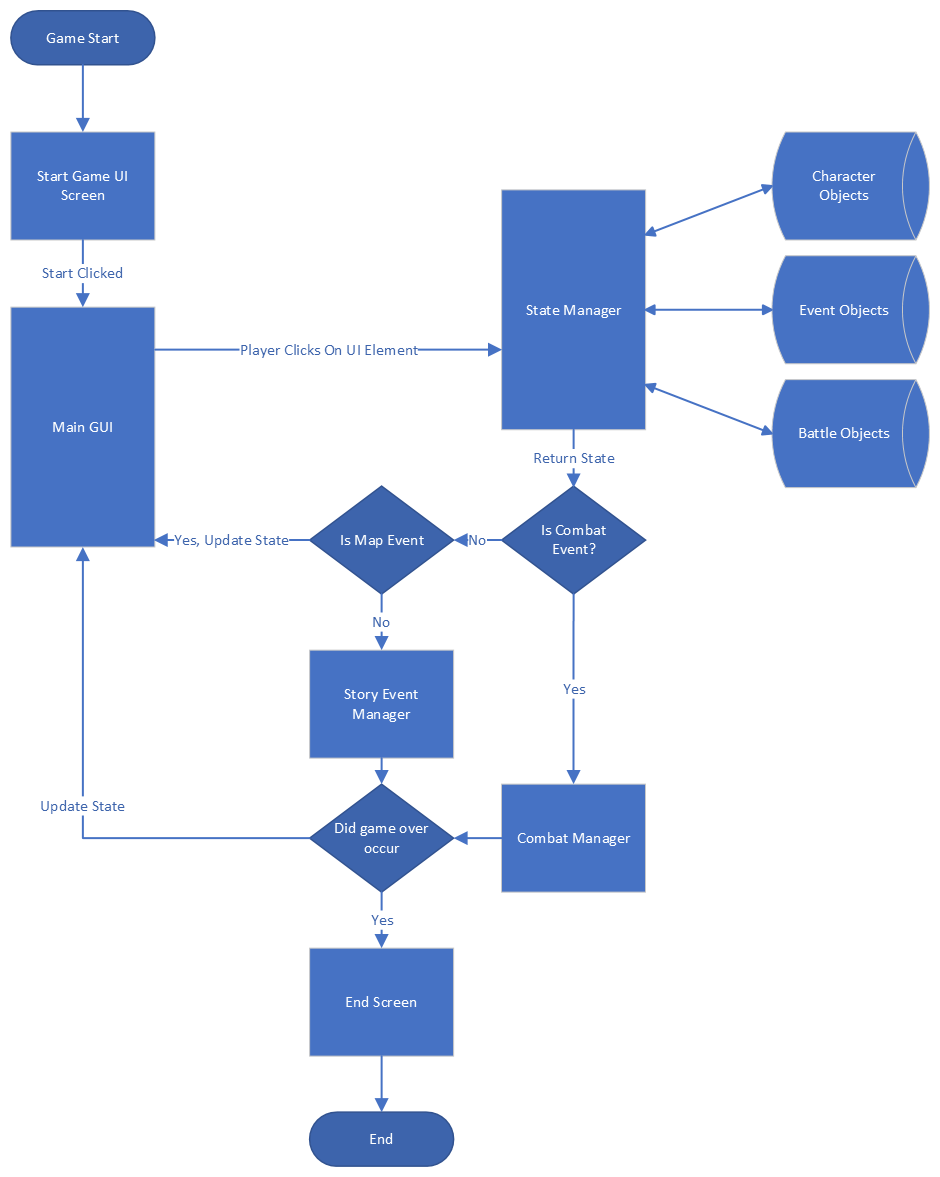 Game Start
Start Game UI
Screen
Start Clicked
Main GUI
Player Clicks On UI Element
State Manager
Character
Objects
Event Objects
Battle Objects
Return State
Is Combat
Event?
No
Is Map Event
Yes, Update State
No
Story Event
Manager
Yes
Combat Manager
Did game over
occur
Update State
Yes
End Screen
End